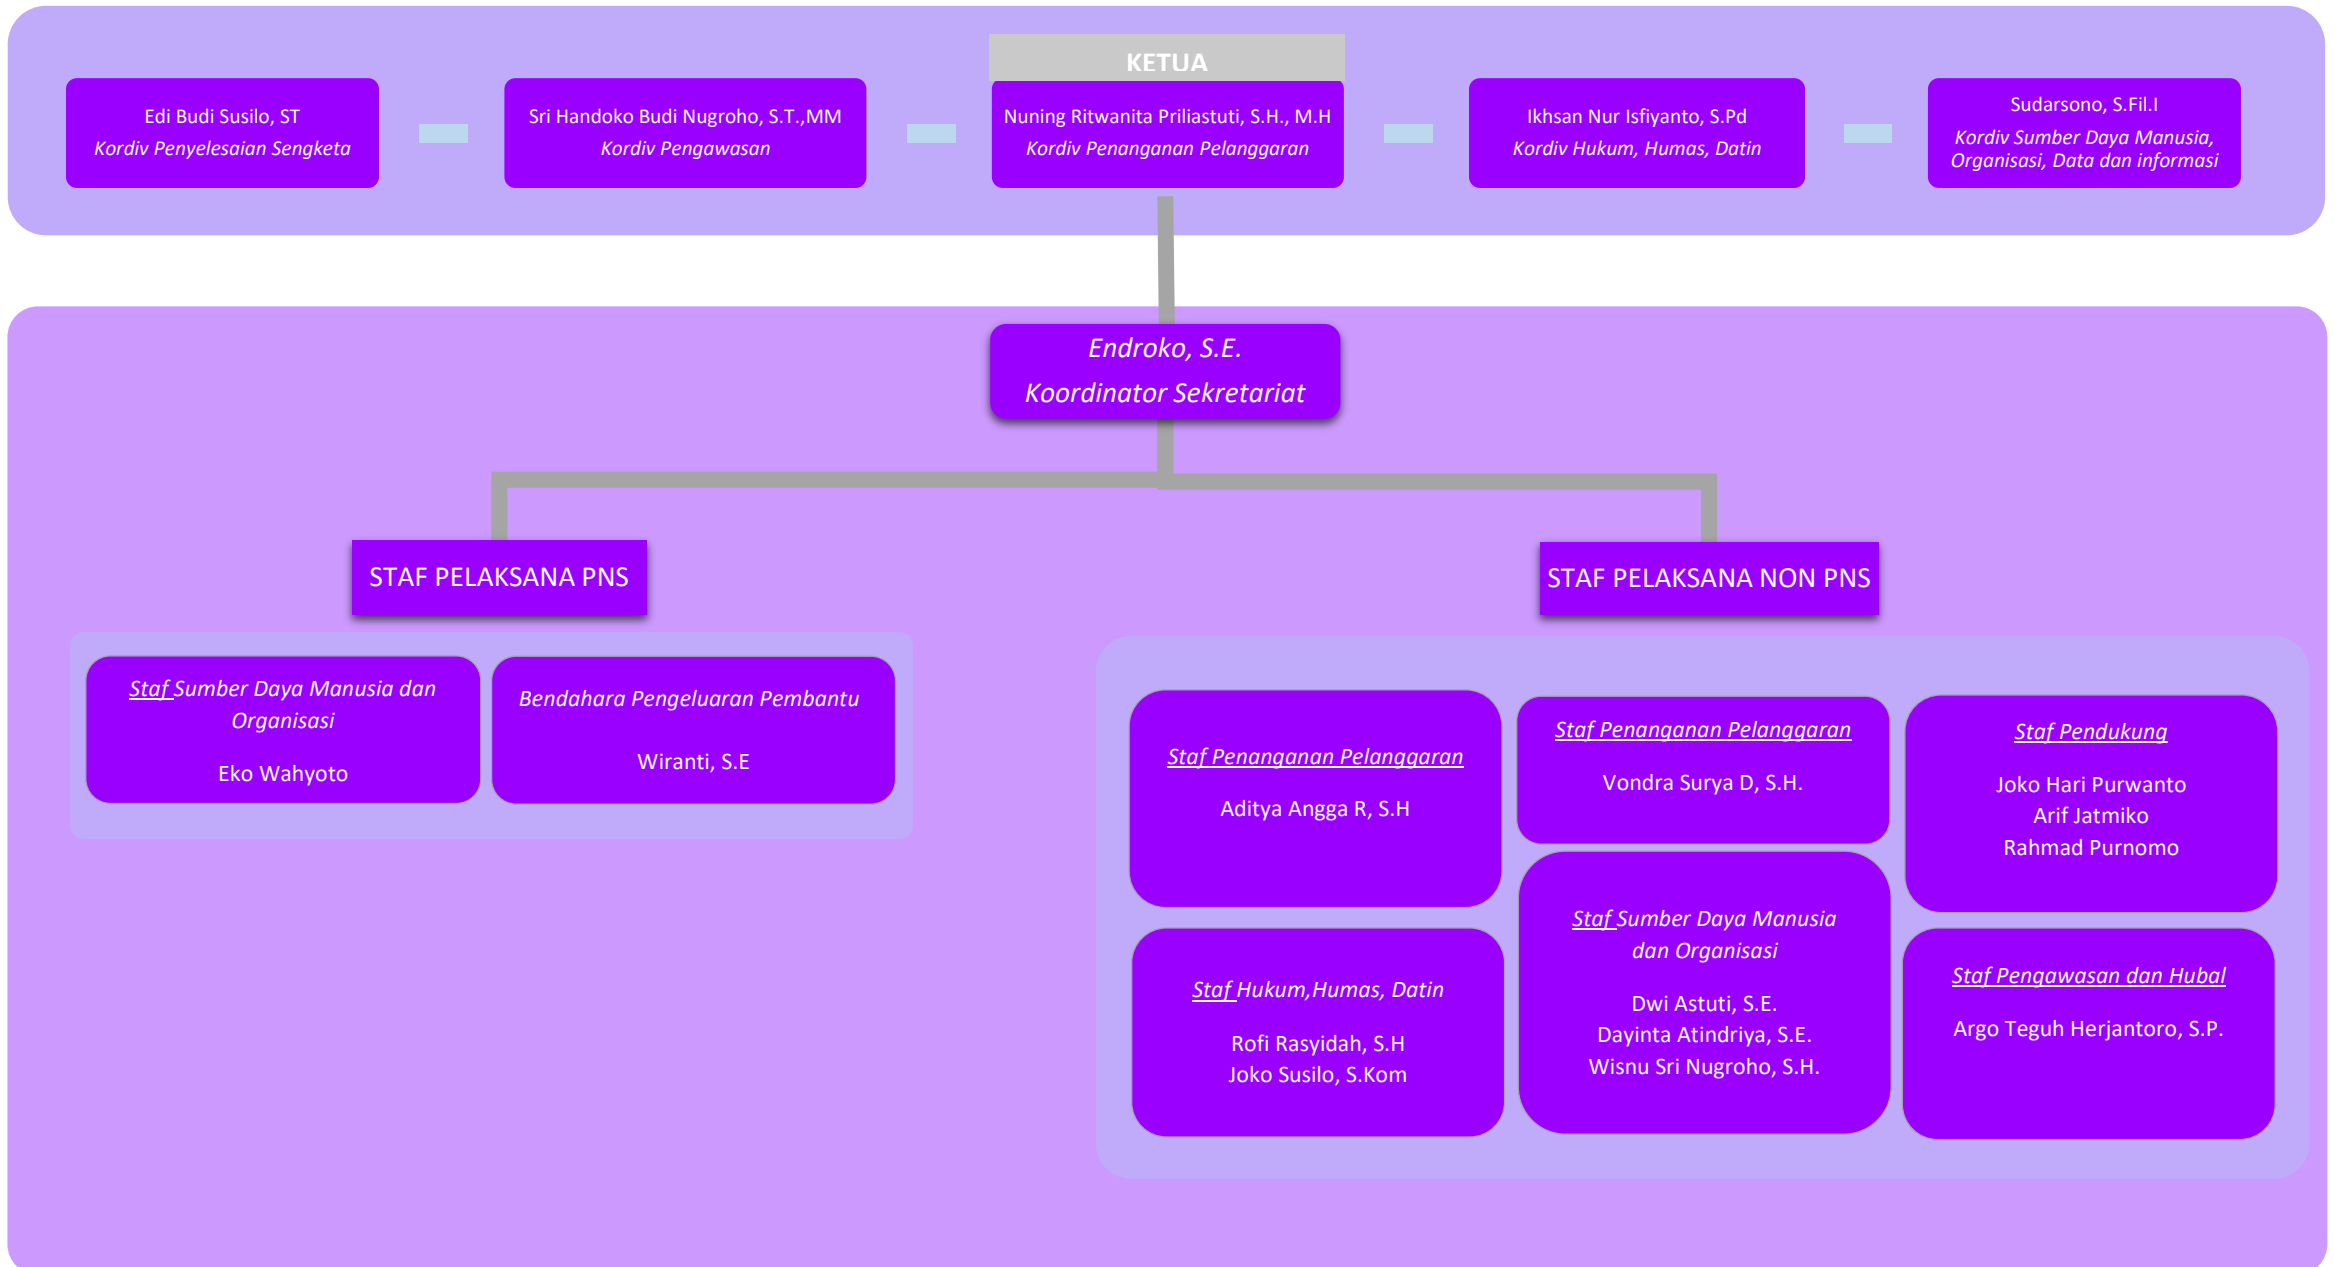 KETUA
Edi Budi Susilo, ST
Kordiv Penyelesaian Sengketa
Sri Handoko Budi Nugroho, S.T.,MM
Kordiv Pengawasan
Nuning Ritwanita Priliastuti, S.H., M.H
Kordiv Penanganan Pelanggaran
Ikhsan Nur Isfiyanto, S.Pd
Kordiv Hukum, Humas, Datin
Sudarsono, S.Fil.I
Kordiv Sumber Daya Manusia,
Organisasi, Data dan informasi
Endroko, S.E.
Koordinator Sekretariat
STAF PELAKSANA PNS
STAF PELAKSANA NON PNS
Staf Sumber Daya Manusia dan
Organisasi
Eko Wahyoto
Bendahara Pengeluaran Pembantu
Wiranti, S.E
Staf Penanganan Pelanggaran
Aditya Angga R, S.H
Staf Penanganan Pelanggaran
Vondra Surya D, S.H.
Staf Pendukung
Joko Hari Purwanto
Arif Jatmiko
Rahmad Purnomo
Staf Hukum,Humas, Datin
Rofi Rasyidah, S.H
Joko Susilo, S.Kom
Staf Sumber Daya Manusia
dan Organisasi
Dwi Astuti, S.E.
Dayinta Atindriya, S.E.
Wisnu Sri Nugroho, S.H.
Staf Pengawasan dan Hubal
Argo Teguh Herjantoro, S.P.